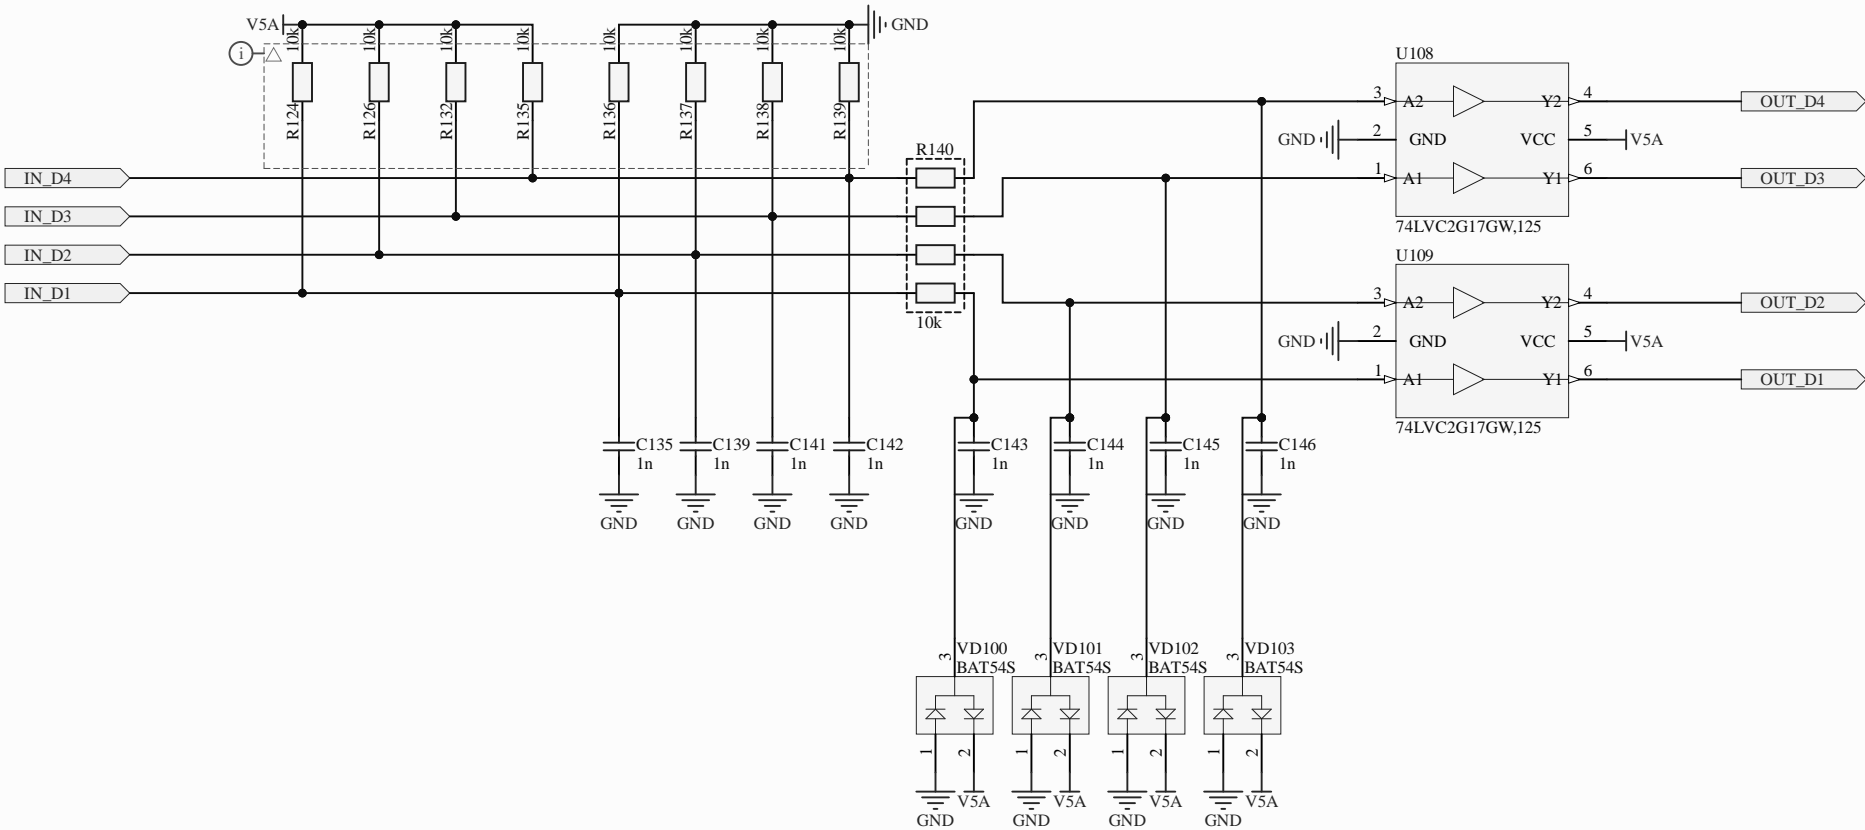 V5A
10k
10k
10k
10k
10k
10k
10k
10k
GND
i
R124
R126
R132
R135
R136
R137
R138
R139
IN_D4
IN_D3
IN_D2
IN_D1
R140
10k
U108
3 A2 Y2 4
OUT_D4
GND 2 GND VCC 5 V5A
1 A1 Y1 6
OUT_D3
74LVC2G17GW,125
U109
3 A2 Y2 4
OUT_D2
GND 2 GND VCC 5 V5A
1 A1 Y1 6
OUT_D1
74LVC2G17GW,125
C135
1n
GND
C139
1n
GND
C141
1n
GND
C142
1n
GND
C143
1n
GND
C144
1n
GND
C145
1n
GND
C146
1n
GND
3
VD100
BAT54S
1
2
GND
V5A
3
VD101
BAT54S
1
2
GND
V5A
3
VD102
BAT54S
1
2
GND
V5A
3
VD103
BAT54S
1
2
GND
V5A